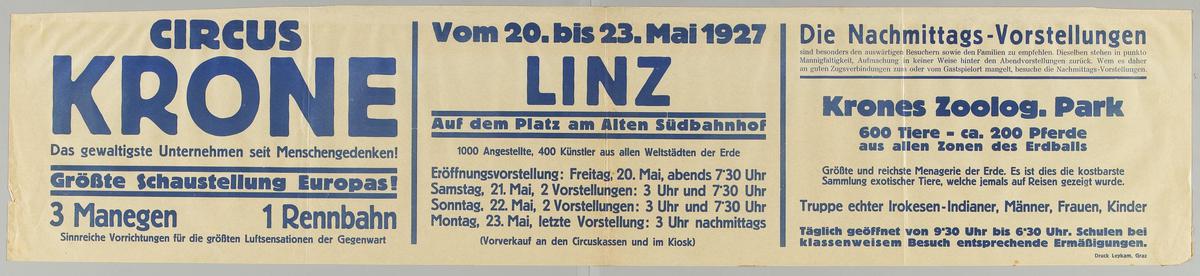 CIRCUS
KRONE
Das gewaltigste Unternehmen seit Menschengedenken!
Größte Schaustellung Europas!
3 Manegen 1 Rennbahn
Sinnreiche Vorrichtungen für die größten Luftsensationen der Gegenwart
Vom 20. bis 23. Mai 1927
LINZ
Auf dem Platz am Alten Südbahnhof
1000 Angestellte, 400 Künstler aus allen Weltstädten der Erde
Eröffnungsvorstellung: Freitag, 20. Mai, abends 7'30 Uhr
Samstag, 21. Mai, 2 Vorstellungen: 3 Uhr und 7'30 Uhr
Sonntag, 22. Mai, 2 Vorstellungen: 3 Uhr und 7'30 Uhr
Montag, 23. Mai, letzte Vorstellung: 3 Uhr nachmittags
(Vorverkauf an den Circuskassen und im Kiosk)
Die Nachmittags-Vorstellungen
sind besonders den auswärtigen Besuchern sowie den Familien zu empfehlen. Dieselben stehen in punkto
Mannigfaltigkeit, Aufmachung in keiner Weise hinter den Abendvorstellungen zurück. Wem es daher
an guten Zugsverbindungen zum oder vom Gastspielort mangelt, besuche die Nachmittags-Vorstellungen.
Krones Zoolog. Park
600 Tiere - ca. 200 Pferde
aus allen Zonen des Erdballs
Größte und reichste Menagerie der Erde. Es ist dies die kostbarste
Sammlung exotischer Tiere, welche jemals auf Reisen gezeigt wurde.
Truppe echter Irokesen-Indianer, Männer, Frauen, Kinder
Täglich geöffnet von 9'30 Uhr bis 6'30 Uhr. Schulen bei
klassenweisem Besuch entsprechende Ermäßigungen.
Druck Leykam, Graz